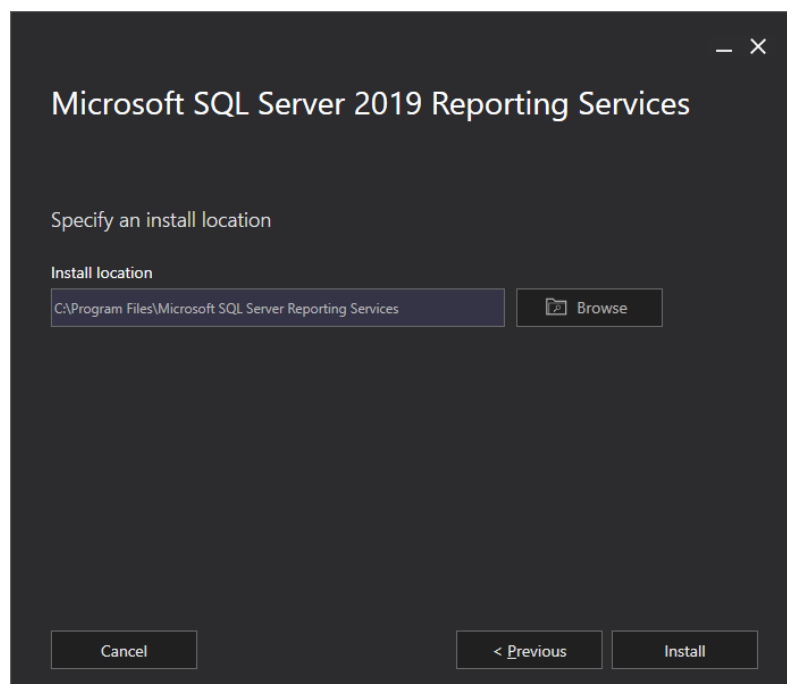 Microsoft SQL Server 2019 Reporting Services
Specify an install location
Install location
C:\Program Files\Microsoft SQL Server Reporting Services
Browse
Cancel
< Previous
Install